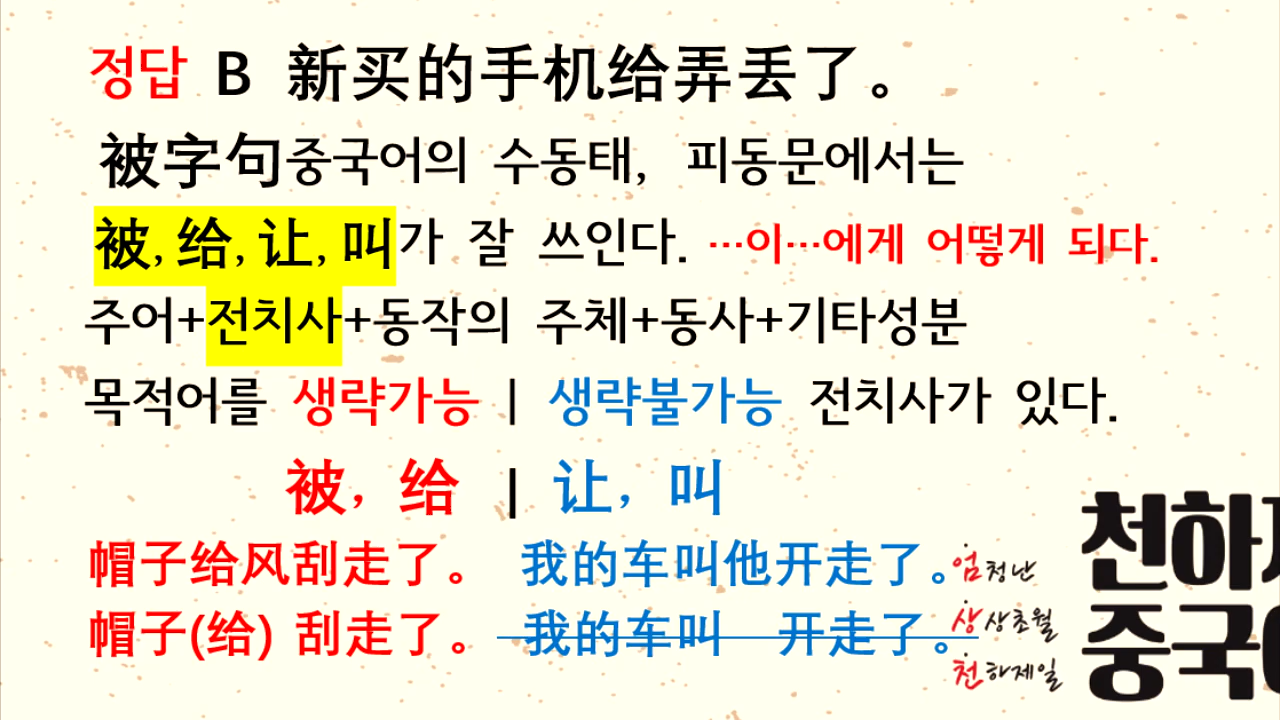 정답 B 新买的手机给弄丢了。
被字句중국어의 수동태, 피동문에서는
被, 给, 让, 叫가 잘 쓰인다. …이…에게 어떻게 되다.
주어+전치사+동작의 주체+동사+기타성분
목적어를 생략가능 | 생략불가능 전치사가 있다.
被, 给 | 让, 叫
帽子给风刮走了。 我的车叫他开走了。
帽子(给) 刮走了。 我的车叫 开走了。
엄청난
상상초월
천하제일
천하
중국